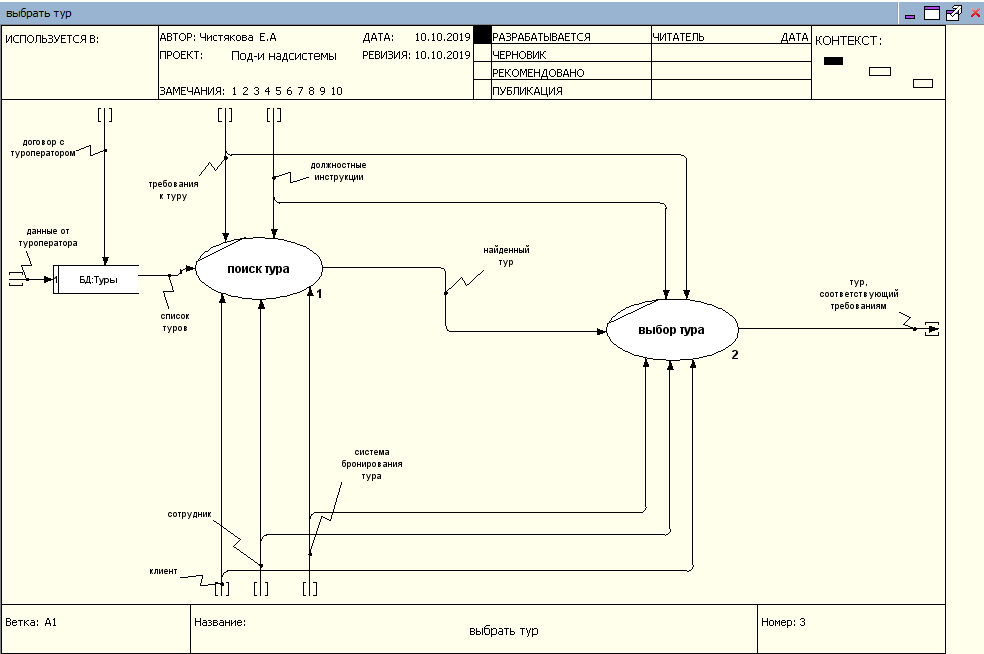 выбрать тур
ИСПОЛЬЗУЕТСЯ В:
АВТОР: Чистякова Е.А
ДАТА: 10.10.2019
ПРОЕКТ: Под-и надсистемы
РЕВИЗИЯ: 10.10.2019
ЗАМЕЧАНИЯ: 1 2 3 4 5 6 7 8 9 10
РАЗРАБАТЫВАЕТСЯ
ЧЕРНОВИК
РЕКОМЕНДОВАНО
ПУБЛИКАЦИЯ
ЧИТАТЕЛЬ ДАТА
КОНТЕКСТ:
договор с
туроператором
требования
к туру
должностные
инструкции
данные от
туроператора
1
БД:Туры
список
туров
поиск тура
1
найденный
тур
выбор тура
2
тур,
соответствующий
требованиям
система
бронирования
тура
сотрудник
клиент
Ветка: A1
Название:
выбрать тур
Номер: 3